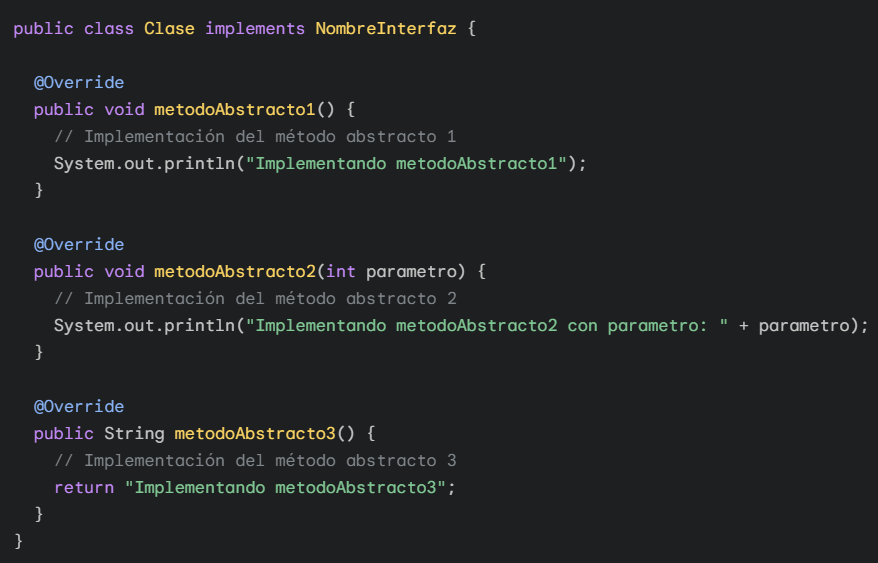 public class Clase implements NombreInterfaz {
@Override
public void metodoAbstracto1() {
// Implementación del método abstracto 1
System.out.println("Implementando metodoAbstracto1");
}
@Override
public void metodoAbstracto2(int parametro) {
// Implementación del método abstracto 2
System.out.println("Implementando metodoAbstracto2 con parametro: " + parametro);
}
@Override
public String metodoAbstracto3() {
// Implementación del método abstracto 3
return "Implementando metodoAbstracto3";
}
}